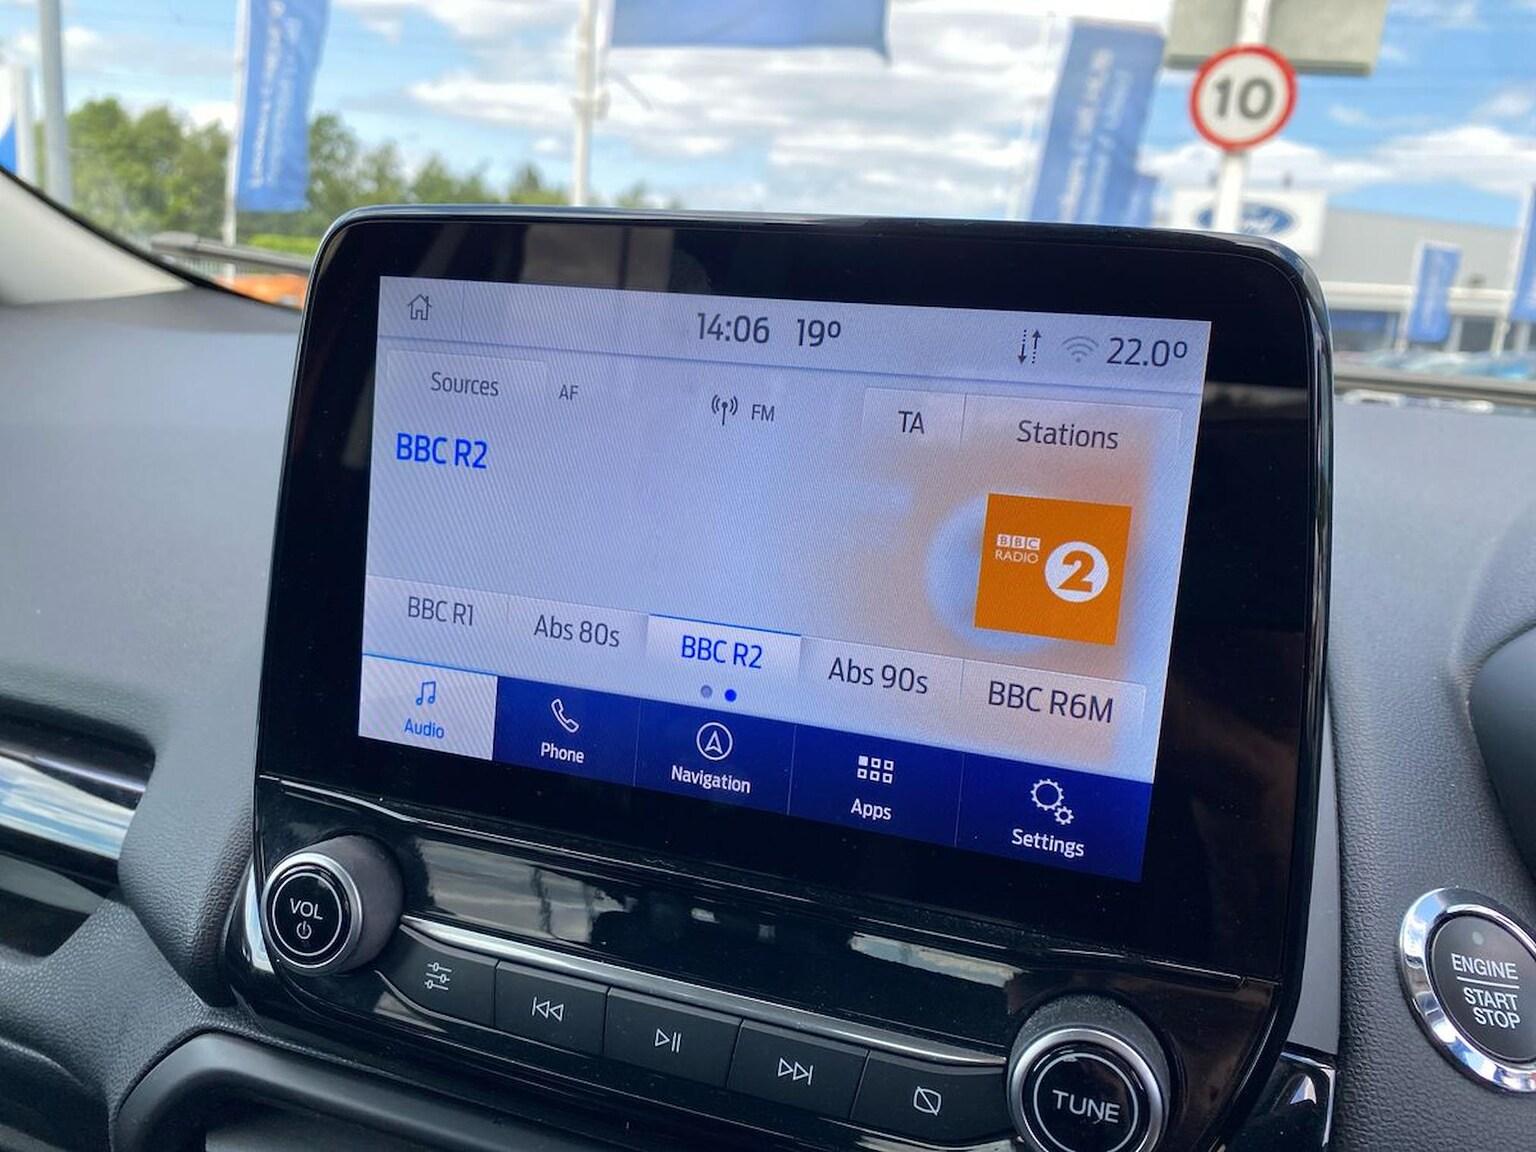 10
Ford
14:06 19º
22.0º
Sources
AF
FM
TA
Stations
BBC R2
BBC
RADIO
2
BBC R1
Abs 80s
BBC R2
Abs 90s
BBC R6M
Audio
Phone
Navigation
Apps
Settings
VOL
TUNE
ENGINE
START
STOP